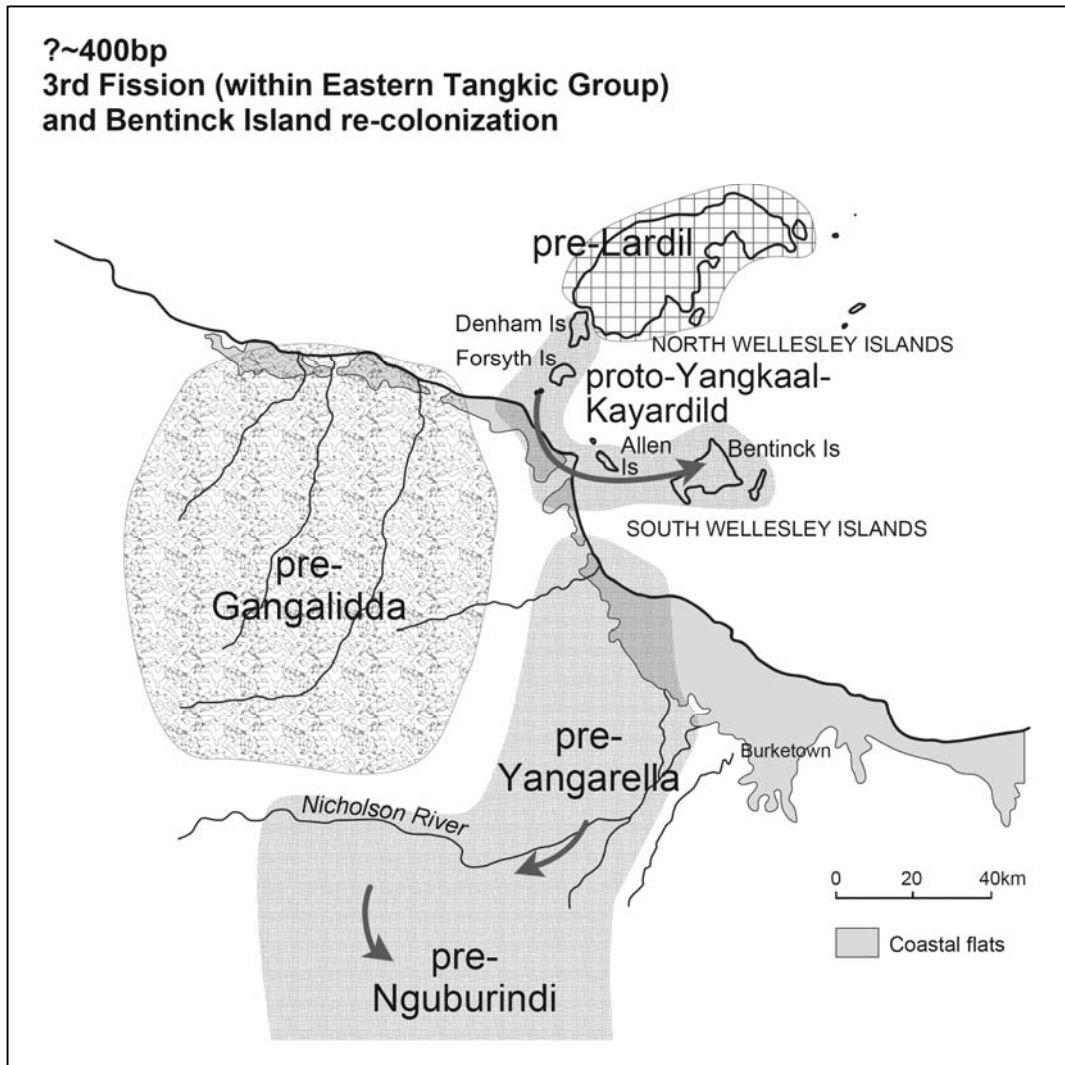 ?~400bp
3rd Fission (within Eastern Tangkic Group)
and Bentinck Island re-colonization
pre-Lardil
Denham Is
NORTH WELLESLEY ISLANDS
Forsyth Is
proto-Yangkaal-
Kayardild
Allen
Is
Bentinck Is
SOUTH WELLESLEY ISLANDS
pre-
Gangalidda
pre-
Yangarella
Burketown
Nicholson River
0 20 40km
Coastal flats
pre-
Nguburindi